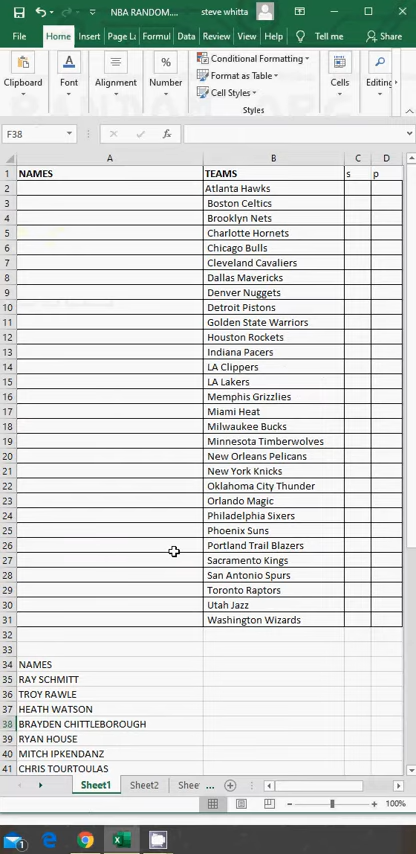 NBA RANDOM.... steve whitta
File Home Insert Page L Formul Data Review View Help Tell me Share
Clipboard Font Alignment % Number Conditional Formatting Format as Table Cell Styles Styles Cells Editing
F38 fx
A B C D
1 NAMES TEAMS s p
2 Atlanta Hawks
3 Boston Celtics
4 Brooklyn Nets
5 Charlotte Hornets
6 Chicago Bulls
7 Cleveland Cavaliers
8 Dallas Mavericks
9 Denver Nuggets
10 Detroit Pistons
11 Golden State Warriors
12 Houston Rockets
13 Indiana Pacers
14 LA Clippers
15 LA Lakers
16 Memphis Grizzlies
17 Miami Heat
18 Milwaukee Bucks
19 Minnesota Timberwolves
20 New Orleans Pelicans
21 New York Knicks
22 Oklahoma City Thunder
23 Orlando Magic
24 Philadelphia Sixers
25 Phoenix Suns
26 Portland Trail Blazers
27 Sacramento Kings
28 San Antonio Spurs
29 Toronto Raptors
30 Utah Jazz
31 Washington Wizards
32
33
34 NAMES
35 RAY SCHMITT
36 TROY RAWLE
37 HEATH WATSON
38 BRAYDEN CHITTLEBOROUGH
39 RYAN HOUSE
40 MITCH IPKENDANZ
41 CHRIS TOURTOULAS
Sheet1 Sheet2 Shee ...
100%
1